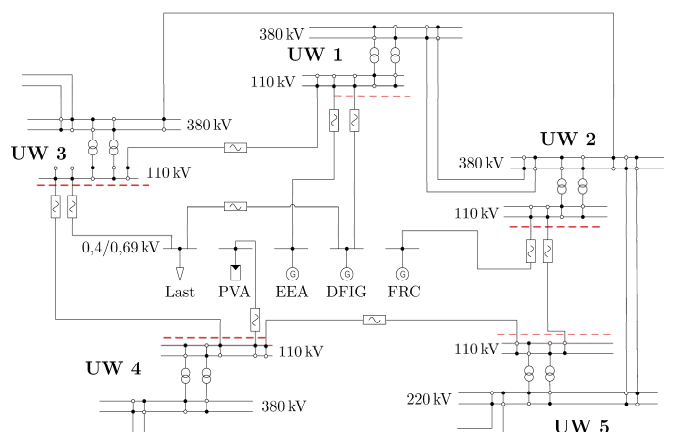 380 kV
UW 1
110 kV
380 kV
UW 3
110 kV
UW 2
380 kV
110 kV
0,4/0,69 kV
Last
PVA
EEA
DFIG
FRC
G
G
G
110 kV
UW 4
380 kV
110 kV
220 kV
UW 5